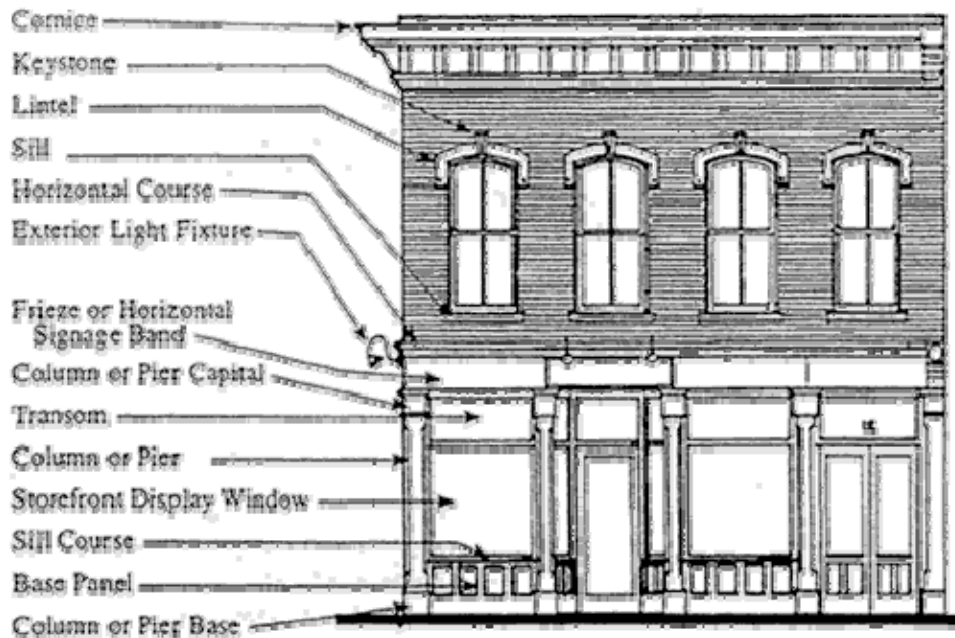 Cornice
Keystone
Lintel
Sill
Horizontal Course
Exterior Light Fixture
Frieze or Horizontal
Signage Band
Column or Pier Capital
Transom
Column or Pier
Storefront Display Window
Sill Course
Base Panel
Column or Pier Base